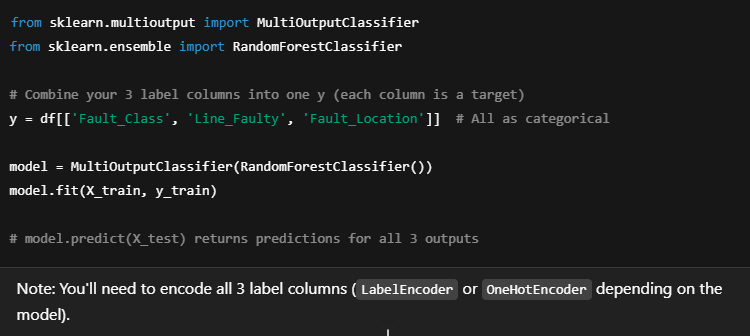 from sklearn.multioutput import MultiOutputClassifier
from sklearn.ensemble import RandomForestClassifier
# Combine your 3 label columns into one y (each column is a target)
y = df[['Fault_Class', 'Line_Faulty', 'Fault_Location']]  # All as categorical
model = MultiOutputClassifier(RandomForestClassifier())
model.fit(X_train, y_train)
# model.predict(X_test) returns predictions for all 3 outputs
Note: You'll need to encode all 3 label columns (LabelEncoder or OneHotEncoder depending on the
model).